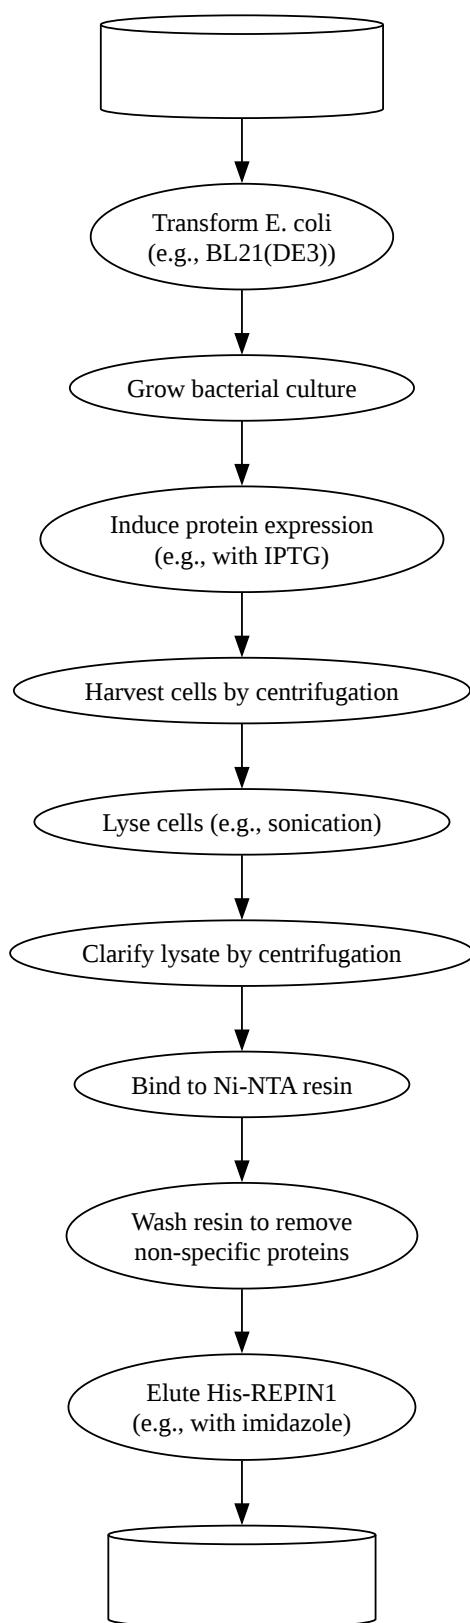 Transform E. coli
(e.g., BL21(DE3))
Grow bacterial culture
Induce protein expression
(e.g., with IPTG)
Harvest cells by centrifugation
Lyse cells (e.g., sonication)
Clarify lysate by centrifugation
Bind to Ni-NTA resin
Wash resin to remove
non-specific proteins
Elute His-REPIN1
(e.g., with imidazole)